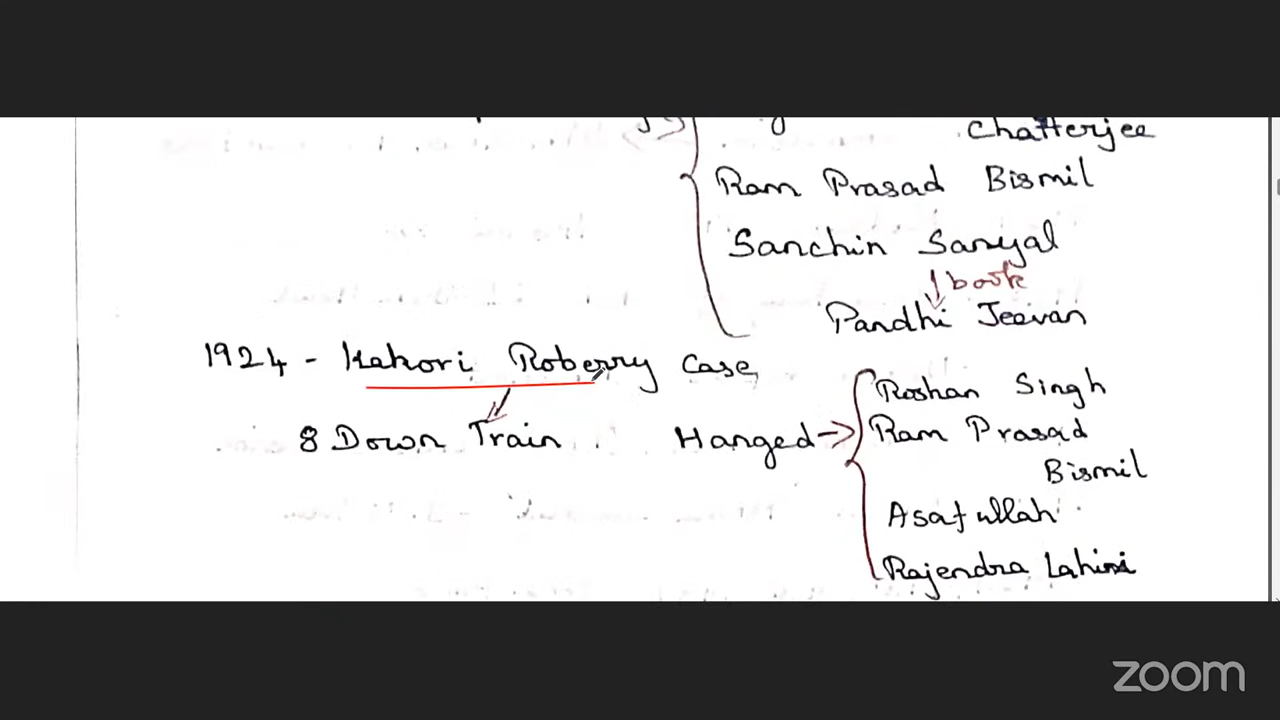 Chatterjee
Ram Prasad Bismil
Sanchin Sanyal
book
Pandhi Jeevan
1924 - Kakori Roberry Case
8 Down Train
Hanged
Roshan Singh
Ram Prasad
Bismil
Asafullah
Rajendra Lahiri
zoom